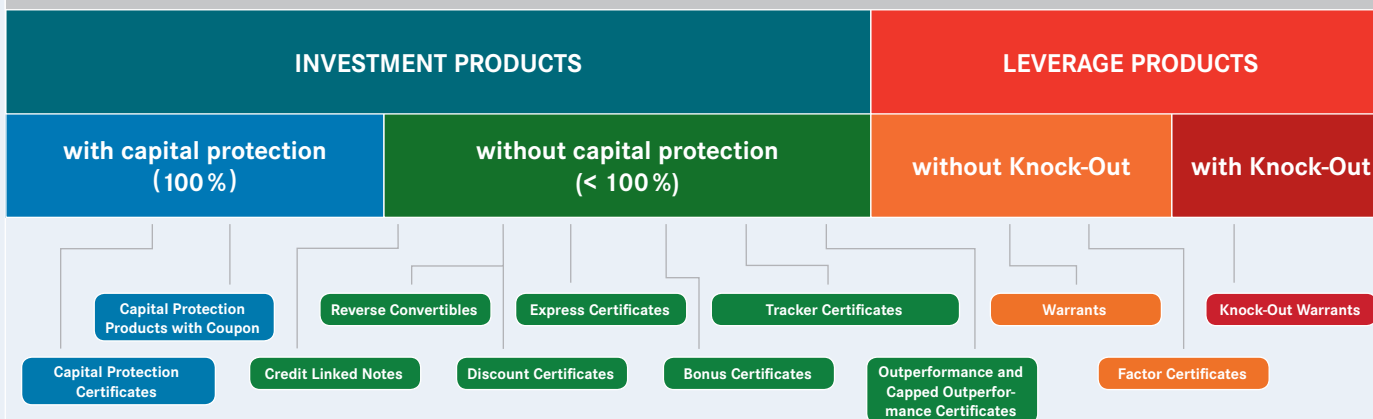 INVESTMENT PRODUCTS
LEVERAGE PRODUCTS
with capital protection
(100 %)
without capital protection
(< 100 %)
without Knock-Out
with Knock-Out
Capital Protection
Products with Coupon
Reverse Convertibles
Express Certificates
Tracker Certificates
Warrants
Knock-Out Warrants
Capital Protection
Certificates
Credit Linked Notes
Discount Certificates
Bonus Certificates
Outperformance and
Capped Outperfor-
mance Certificates
Factor Certificates